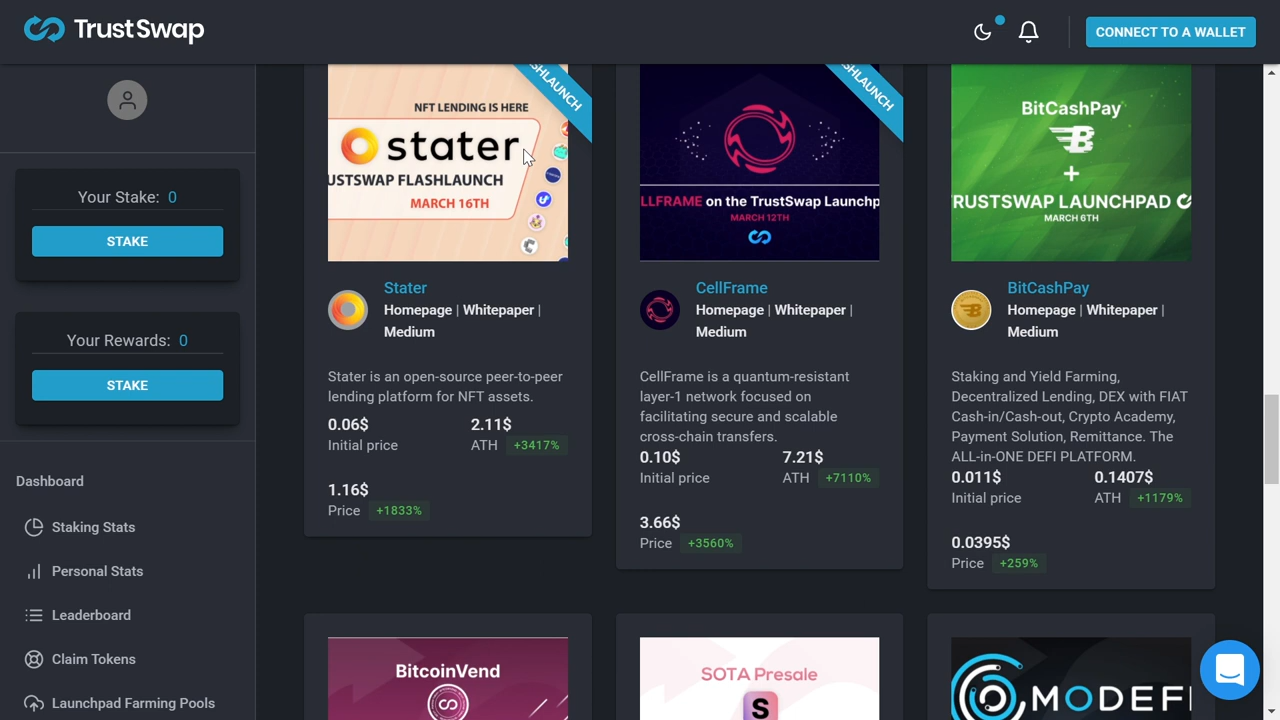 TrustSwap
CONNECT TO A WALLET
Your Stake: 0
STAKE
Your Rewards: 0
STAKE
Dashboard
Staking Stats
Personal Stats
Leaderboard
Claim Tokens
Launchpad Farming Pools
NFT LENDING IS HERE
stater
USTSWAP FLASHLAUNCH
MARCH 16TH
SHLAUNCH
Stater
Homepage | Whitepaper |
Medium
Stater is an open-source peer-to-peer
lending platform for NFT assets.
0.06$
Initial price
2.11$
ATH +3417%
1.16$
Price +1833%
SHLAUNCH
LLFRAME on the TrustSwap Launchp
MARCH 12TH
CellFrame
Homepage | Whitepaper |
Medium
CellFrame is a quantum-resistant
layer-1 network focused on
facilitating secure and scalable
cross-chain transfers.
0.10$
Initial price
7.21$
ATH +7110%
3.66$
Price +3560%
BitCashPay
+
RUSTSWAP LAUNCHPAD
MARCH 6TH
BitCashPay
Homepage | Whitepaper |
Medium
Staking and Yield Farming,
Decentralized Lending, DEX with FIAT
Cash-in/Cash-out, Crypto Academy,
Payment Solution, Remittance. The
ALL-in-ONE DEFI PLATFORM.
0.011$
Initial price
0.1407$
ATH +1179%
0.0395$
Price +259%
BitcoinVend
SOTA Presale
S
MODEFI